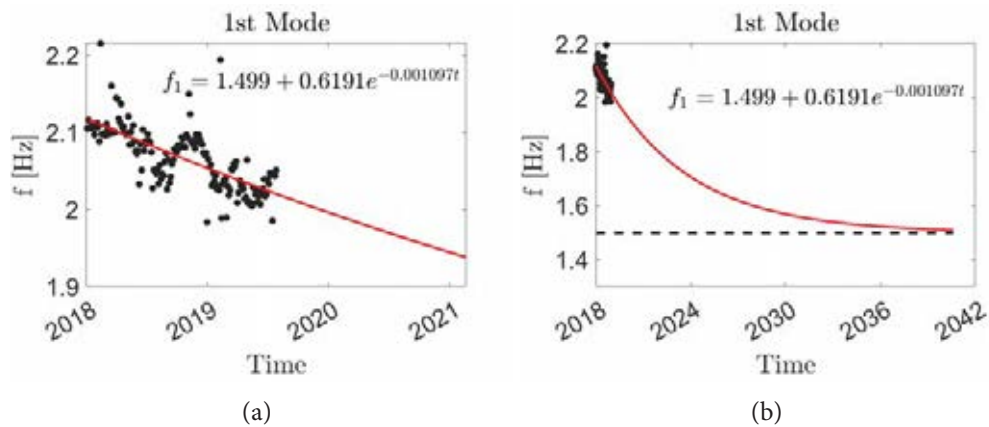 1st Mode
2.2
2.1
2
1.9
f [Hz]
f₁ = 1.499 + 0.6191e^{-0.001097t}
2018
2019
2020
2021
Time
(a)
1st Mode
2.2
2
1.8
1.6
1.4
f [Hz]
f₁ = 1.499 + 0.6191e^{-0.001097t}
2018
2024
2030
2036
2042
Time
(b)